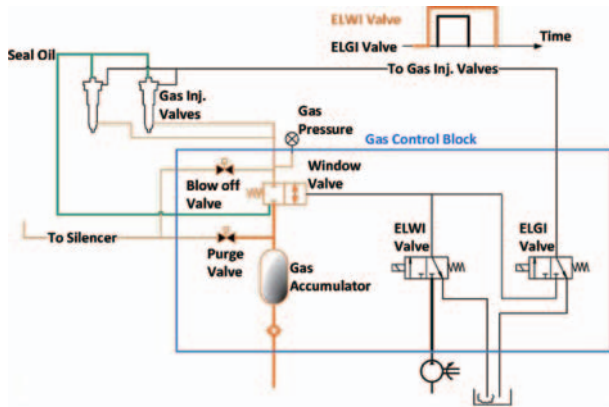 ELWI Valve
ELGI Valve
Time
Seal Oil
To Gas Inj. Valves
Gas Inj.
Valves
Gas
Pressure
Gas Control Block
Window
Valve
Blow off
Valve
To Silencer
Purge
Valve
Gas
Accumulator
ELWI
Valve
ELGI
Valve